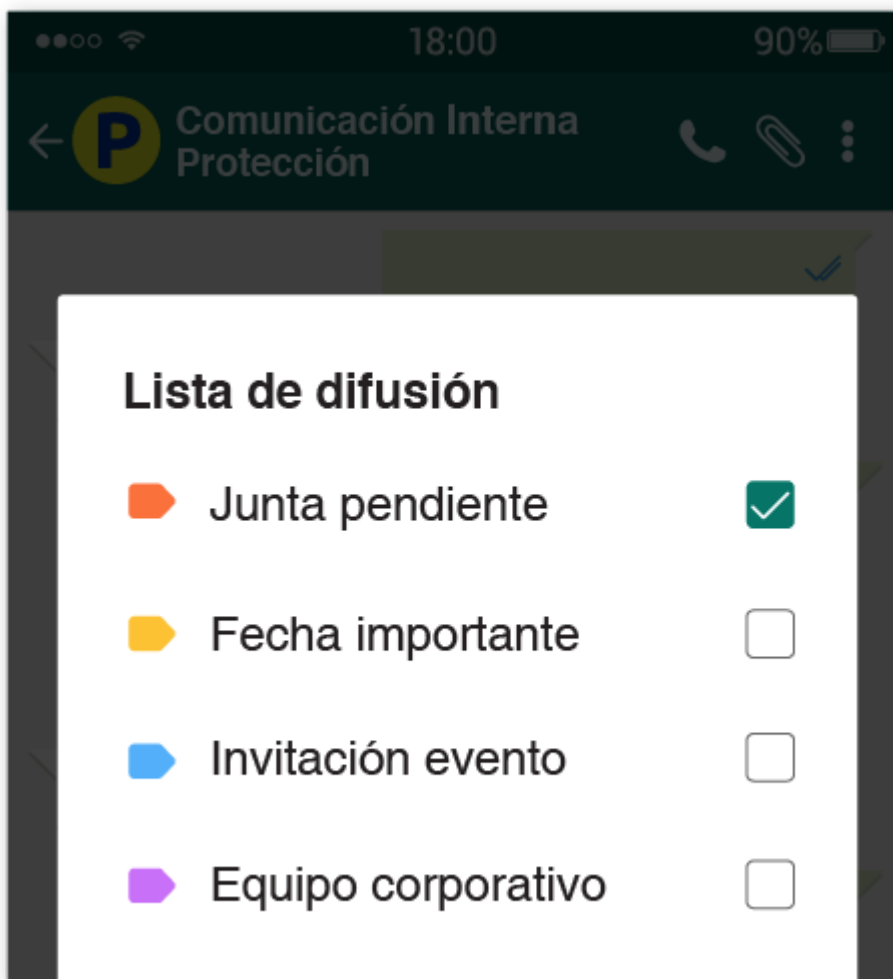 18:00 90%
P
Comunicación Interna
Protección
Lista de difusión
Junta pendiente
Fecha importante
Invitación evento
Equipo corporativo